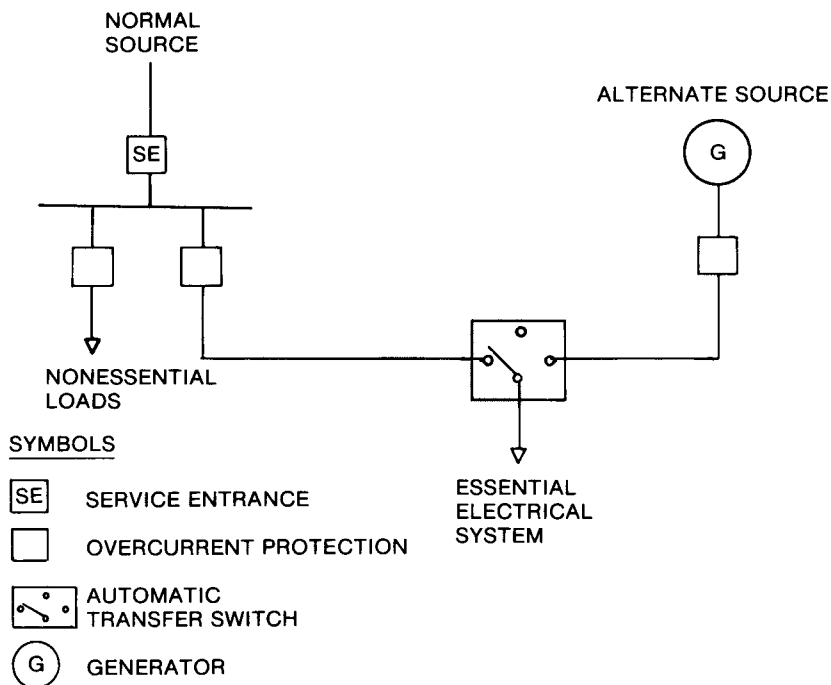 NORMAL
SOURCE
ALTERNATE SOURCE
SE
G
NONESSENTIAL
LOADS
ESSENTIAL
ELECTRICAL
SYSTEM
SYMBOLS
SE SERVICE ENTRANCE
OVERCURRENT PROTECTION
AUTOMATIC
TRANSFER SWITCH
G GENERATOR